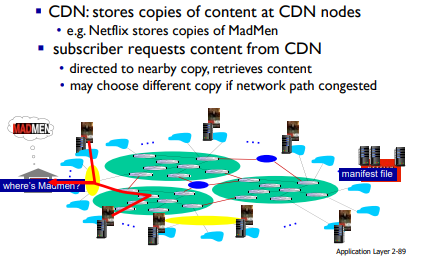 CDN: stores copies of content at CDN nodes
e.g. Netflix stores copies of MadMen
subscriber requests content from CDN
directed to nearby copy, retrieves content
may choose different copy if network path congested
MADMEN
where's Madmen?
manifest file
Application Layer 2-89